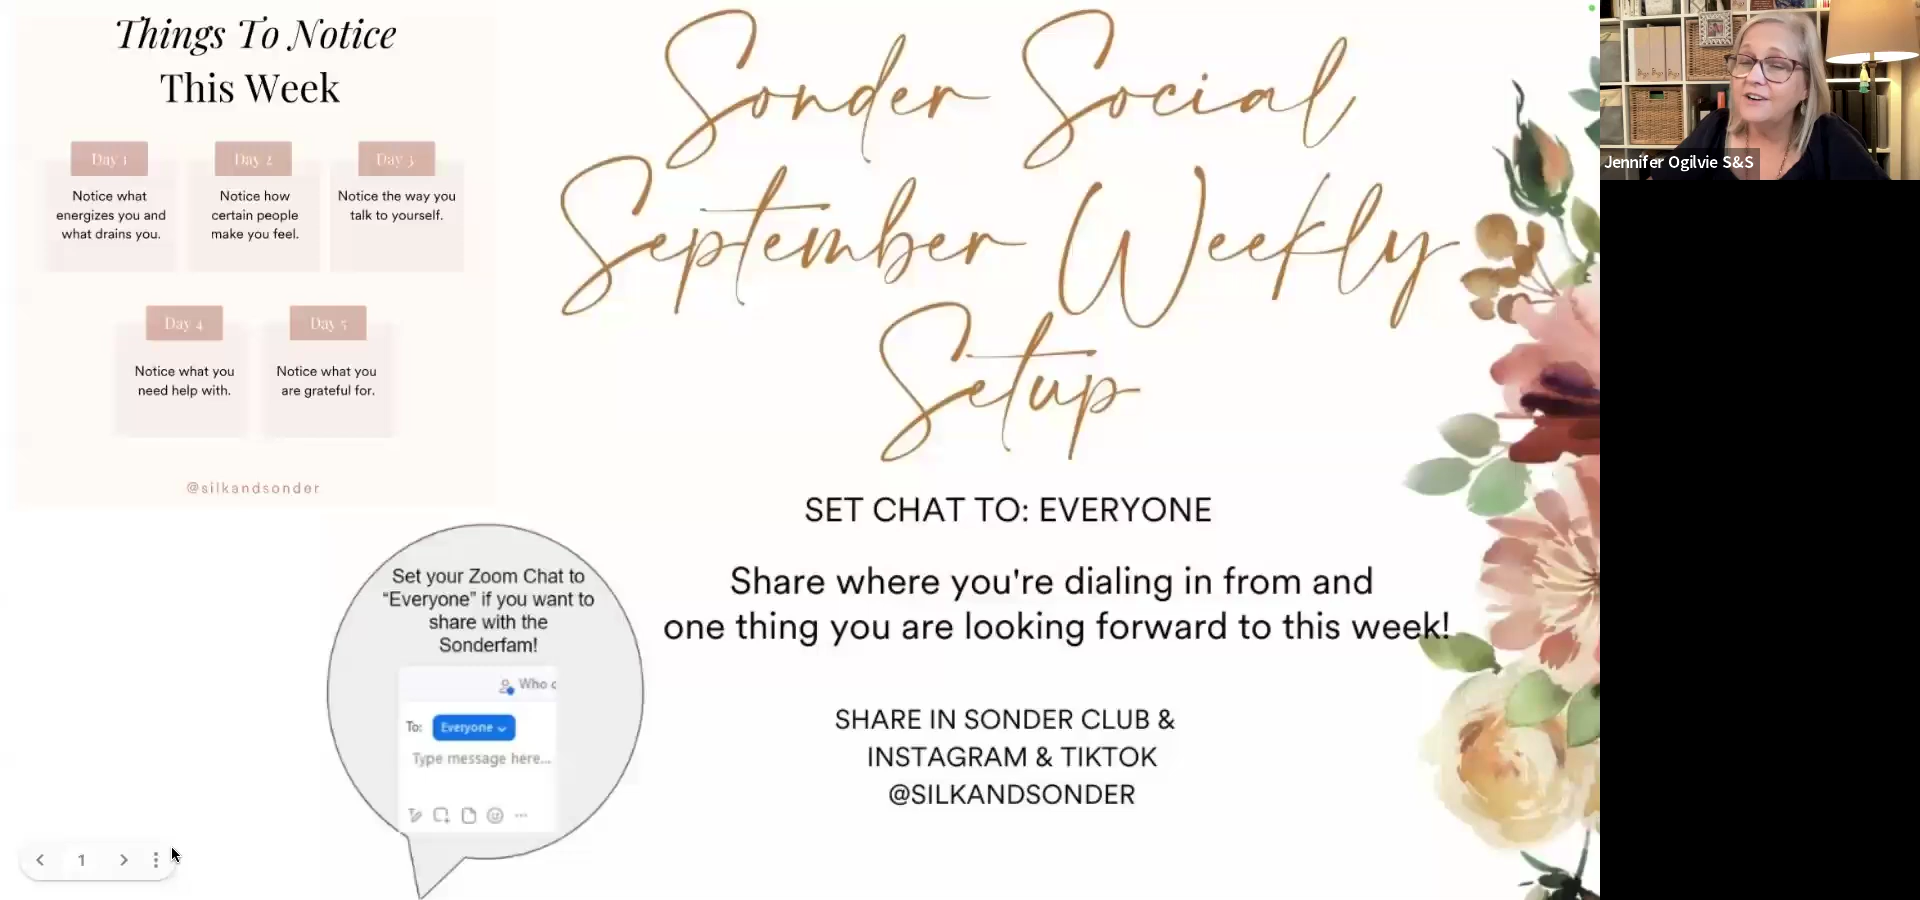 Things To Notice
This Week
Day 1
Notice what
energizes you and
what drains you.
Day 2
Notice how
certain people
make you feel.
Day 3
Notice the way you
talk to yourself.
Day 4
Notice what you
need help with.
Day 5
Notice what you
are grateful for.
@silkandsonder
Sonder Social
September Weekly
Setup
SET CHAT TO: EVERYONE
Share where you're dialing in from and
one thing you are looking forward to this week!
SHARE IN SONDER CLUB &
INSTAGRAM & TIKTOK
@SILKANDSONDER
Set your Zoom Chat to
“Everyone” if you want to
share with the
Sonderfam!
Who c
To: Everyone
Type message here...
1
Jennifer Ogilvie S&S